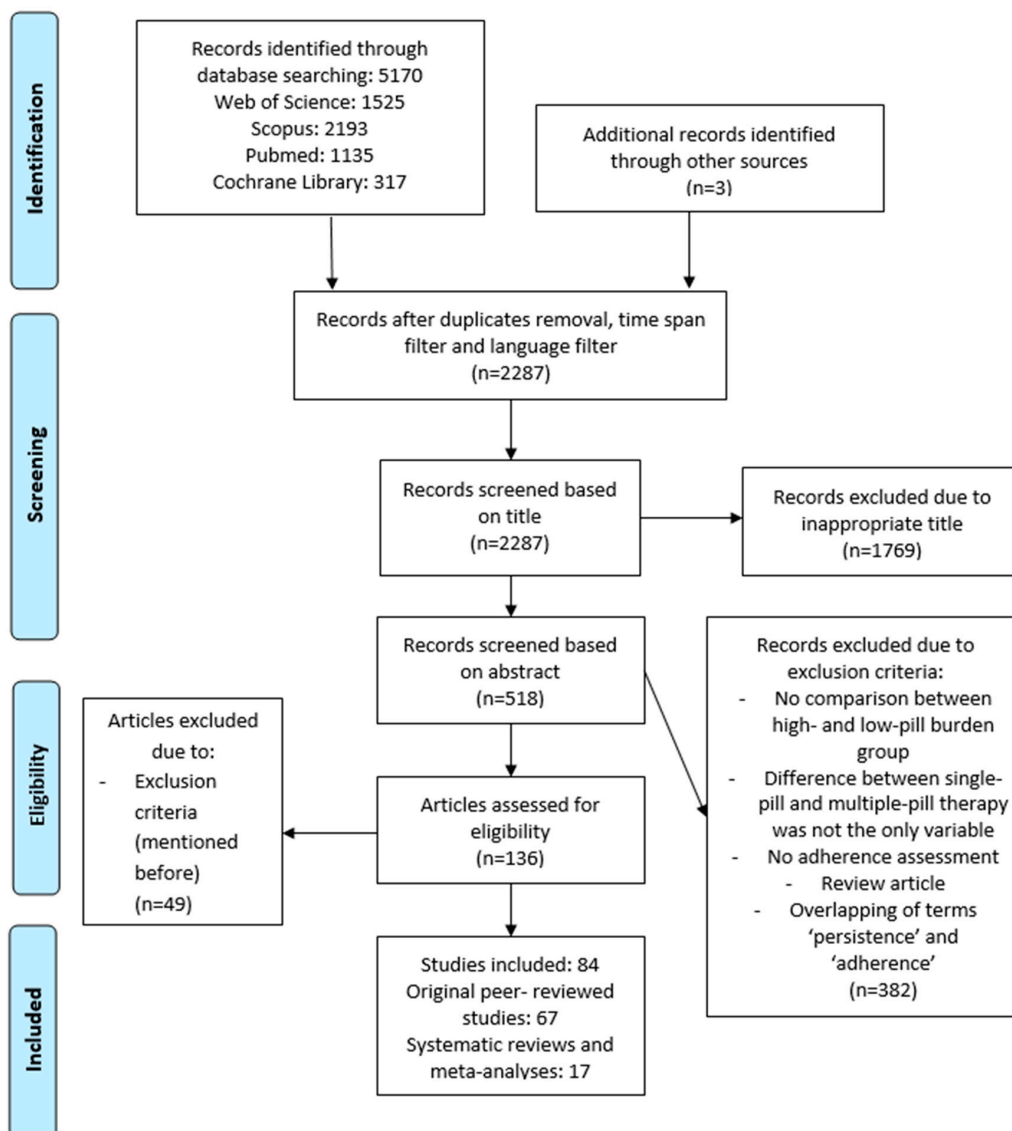 Identification
Records identified through
database searching: 5170
Web of Science: 1525
Scopus: 2193
Pubmed: 1135
Cochrane Library: 317
Additional records identified
through other sources
(n=3)
Screening
Records after duplicates removal, time span
filter and language filter
(n=2287)
Records screened based
on title
(n=2287)
Records excluded due to
inappropriate title
(n=1769)
Records screened based
on abstract
(n=518)
Records excluded due to
exclusion criteria:
- No comparison between
high- and low-pill burden
group
- Difference between single-
pill and multiple-pill therapy
was not the only variable
- No adherence assessment
- Review article
- Overlapping of terms
‘persistence’ and
‘adherence’
(n=382)
Eligibility
Articles excluded
due to:
- Exclusion
criteria
(mentioned
before)
(n=49)
Articles assessed for
eligibility
(n=136)
Included
Studies included: 84
Original peer- reviewed
studies: 67
Systematic reviews and
meta-analyses: 17